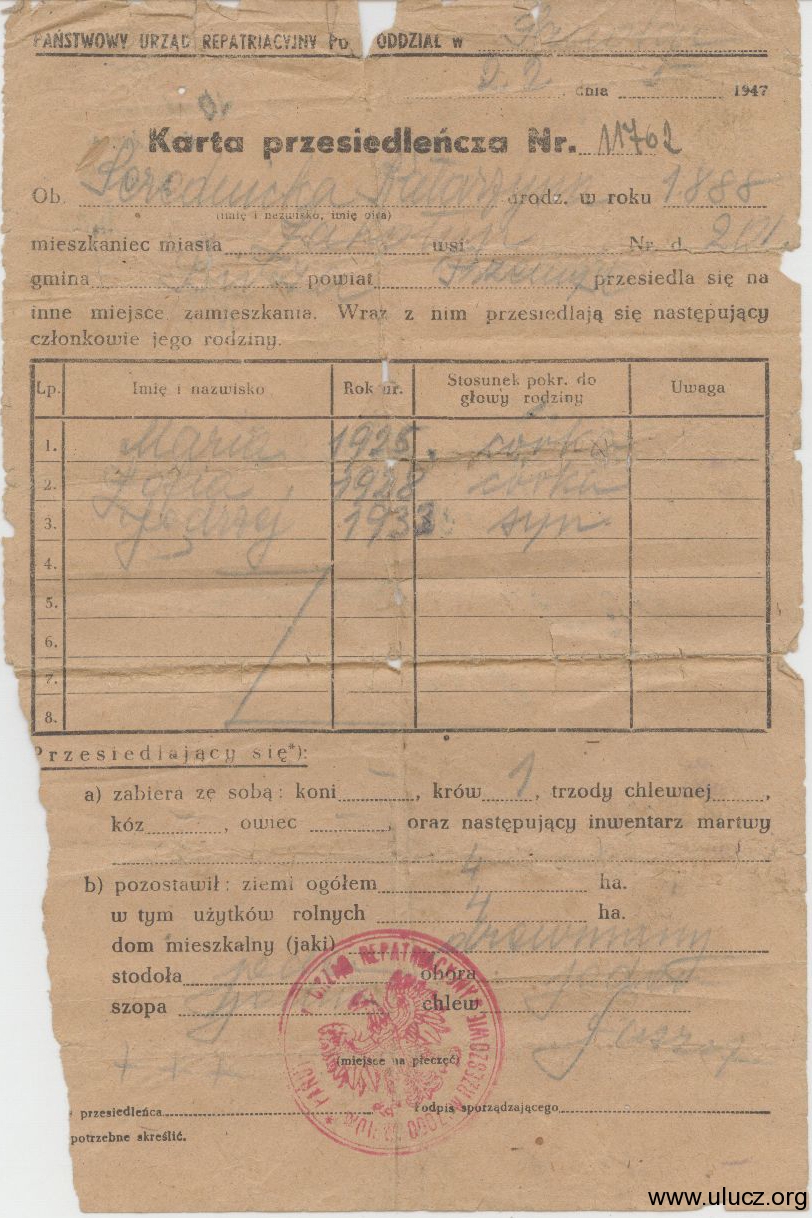 PAŃSTWOWY URZĄD REPATRIACYJNY PO ODDZIAŁ w
dnia 1947
Karta przesiedleńcza Nr. 11702
Ob. Katarzyna urodz. w roku 1888
(imię i nazwisko, imię ojca)
mieszkaniec miasta (wsi Nr. d.
gmina powiat przesiedla się na
inne miejsce zamieszkania. Wraz z nim przesiedlają się następujący
członkowie jego rodziny.
Lp. Imię i nazwisko Rok ur. Stosunek pokr. do głowy rodziny Uwaga
1. Maria 1925 córka
2. Zofia 1928 córka
3. Jędrzej 1933 syn
4.
5.
6.
7.
8.
Przesiedlający się*):
a) zabiera ze sobą: koni – , krów 1, trzody chlewnej ,
kóz – , owiec – , oraz następujący inwentarz martwy
b) pozostawił: ziemi ogółem 4 ha.
w tym użytków rolnych 4 ha.
dom mieszkalny (jaki) drewniany
stodoła obora
szopa chlew
(miejsce na pieczęć)
+ + +
przesiedleńca podpis sporządzającego
potrzebne skreślić.
www.ulucz.org